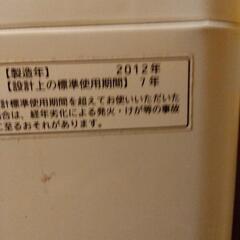 【製造年】 2012年
【設計上の標準使用期間】 7年
計標準使用期間を超えてお使いいただいた
合は、経年劣化による発火・けが等の事故
に至るおそれがあります。